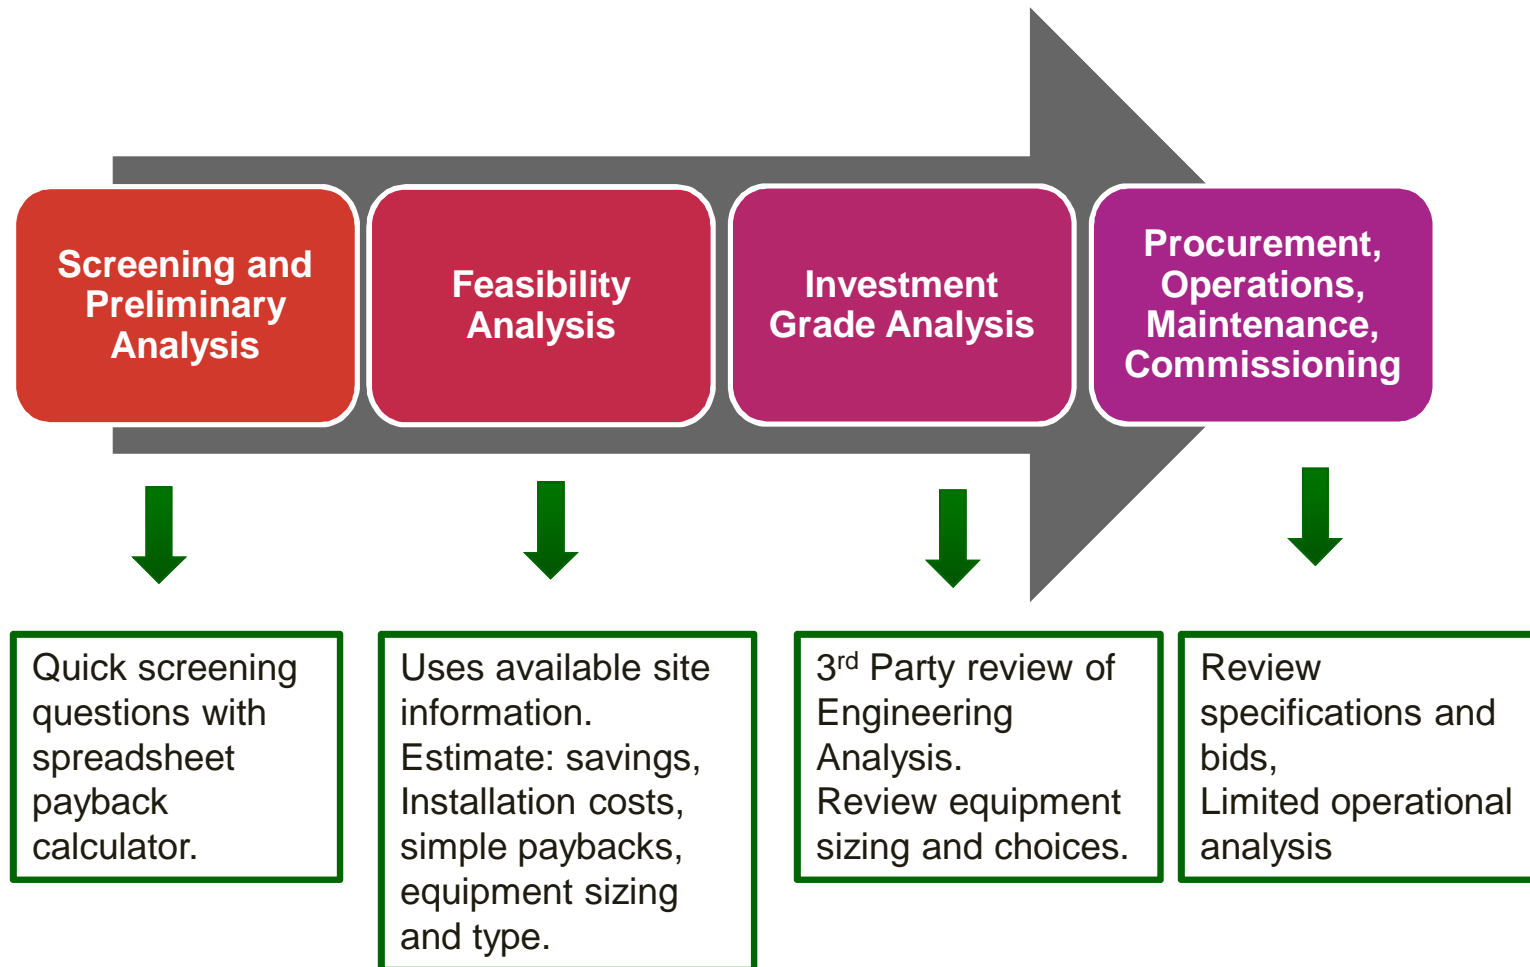 Screening and
Preliminary
Analysis
Feasibility
Analysis
Investment
Grade Analysis
Procurement,
Operations,
Maintenance,
Commissioning
Quick screening
questions with
spreadsheet
payback
calculator.
Uses available site
information.
Estimate: savings,
Installation costs,
simple paybacks,
equipment sizing
and type.
3rd Party review of
Engineering
Analysis.
Review equipment
sizing and choices.
Review
specifications and
bids,
Limited operational
analysis